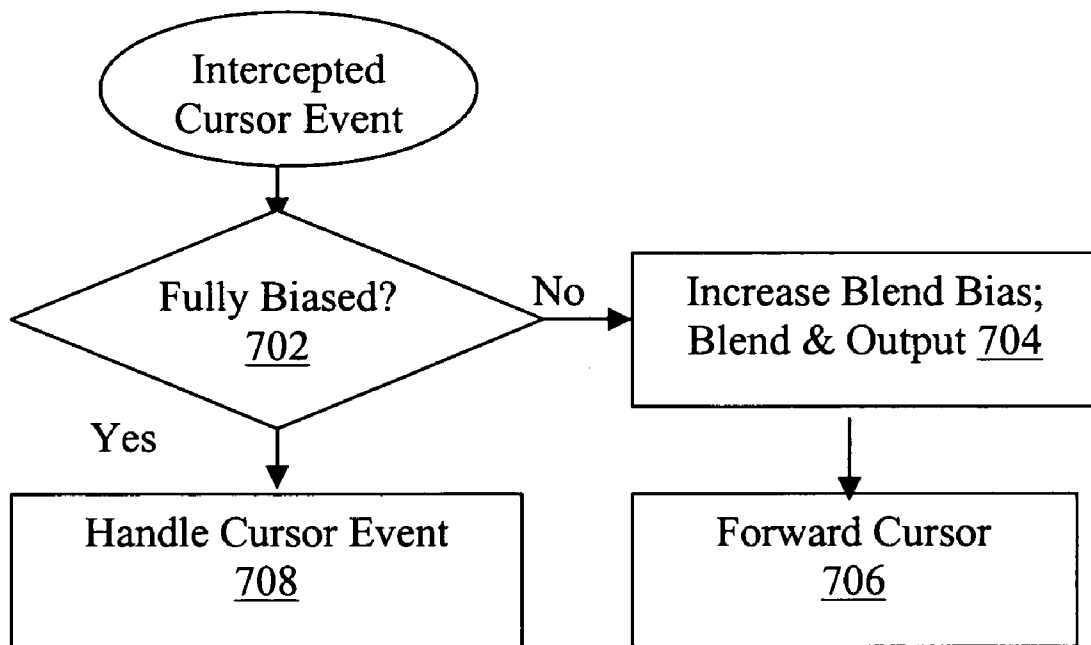 Intercepted
Cursor Event
Fully Biased?
702
No
Increase Blend Bias;
Blend & Output 704
Yes
Handle Cursor Event
708
Forward Cursor
706